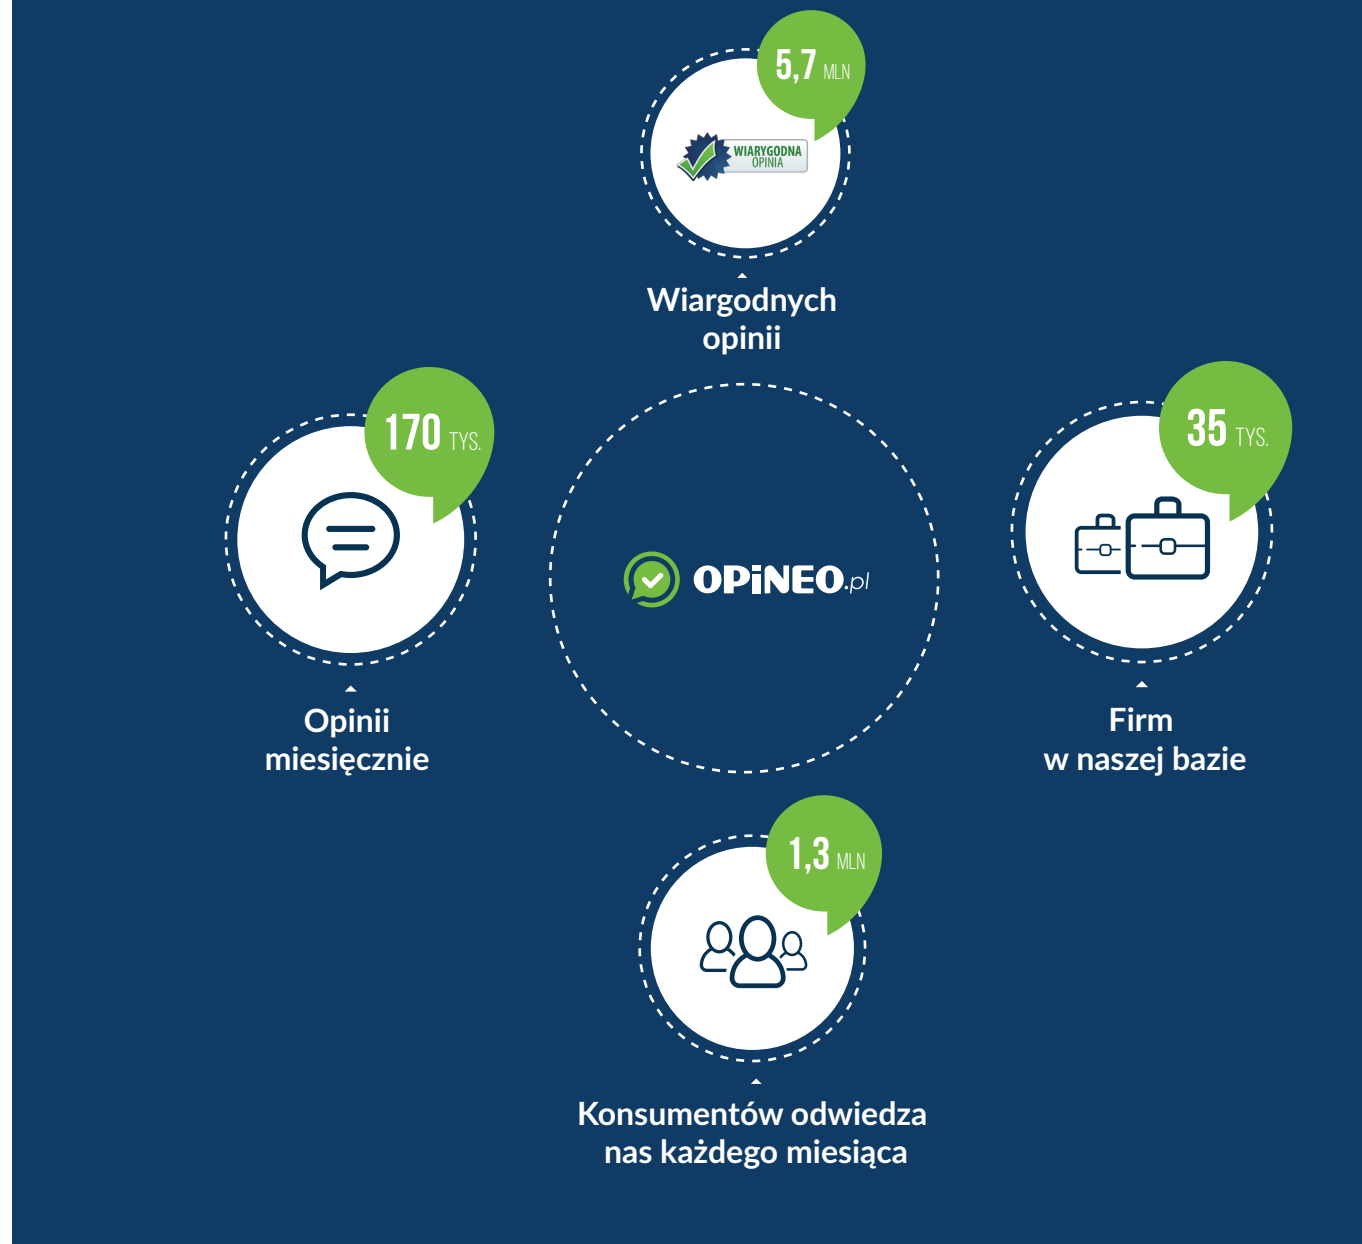 5,7 MLN
WIARYGODNA
OPINIA
Wiargodnych
opinii
170 TYS.
Opinii
miesięcznie
OPiNEO.pl
35 TYS.
Firm
w naszej bazie
1,3 MLN
Konsumentów odwiedza
nas każdego miesiąca